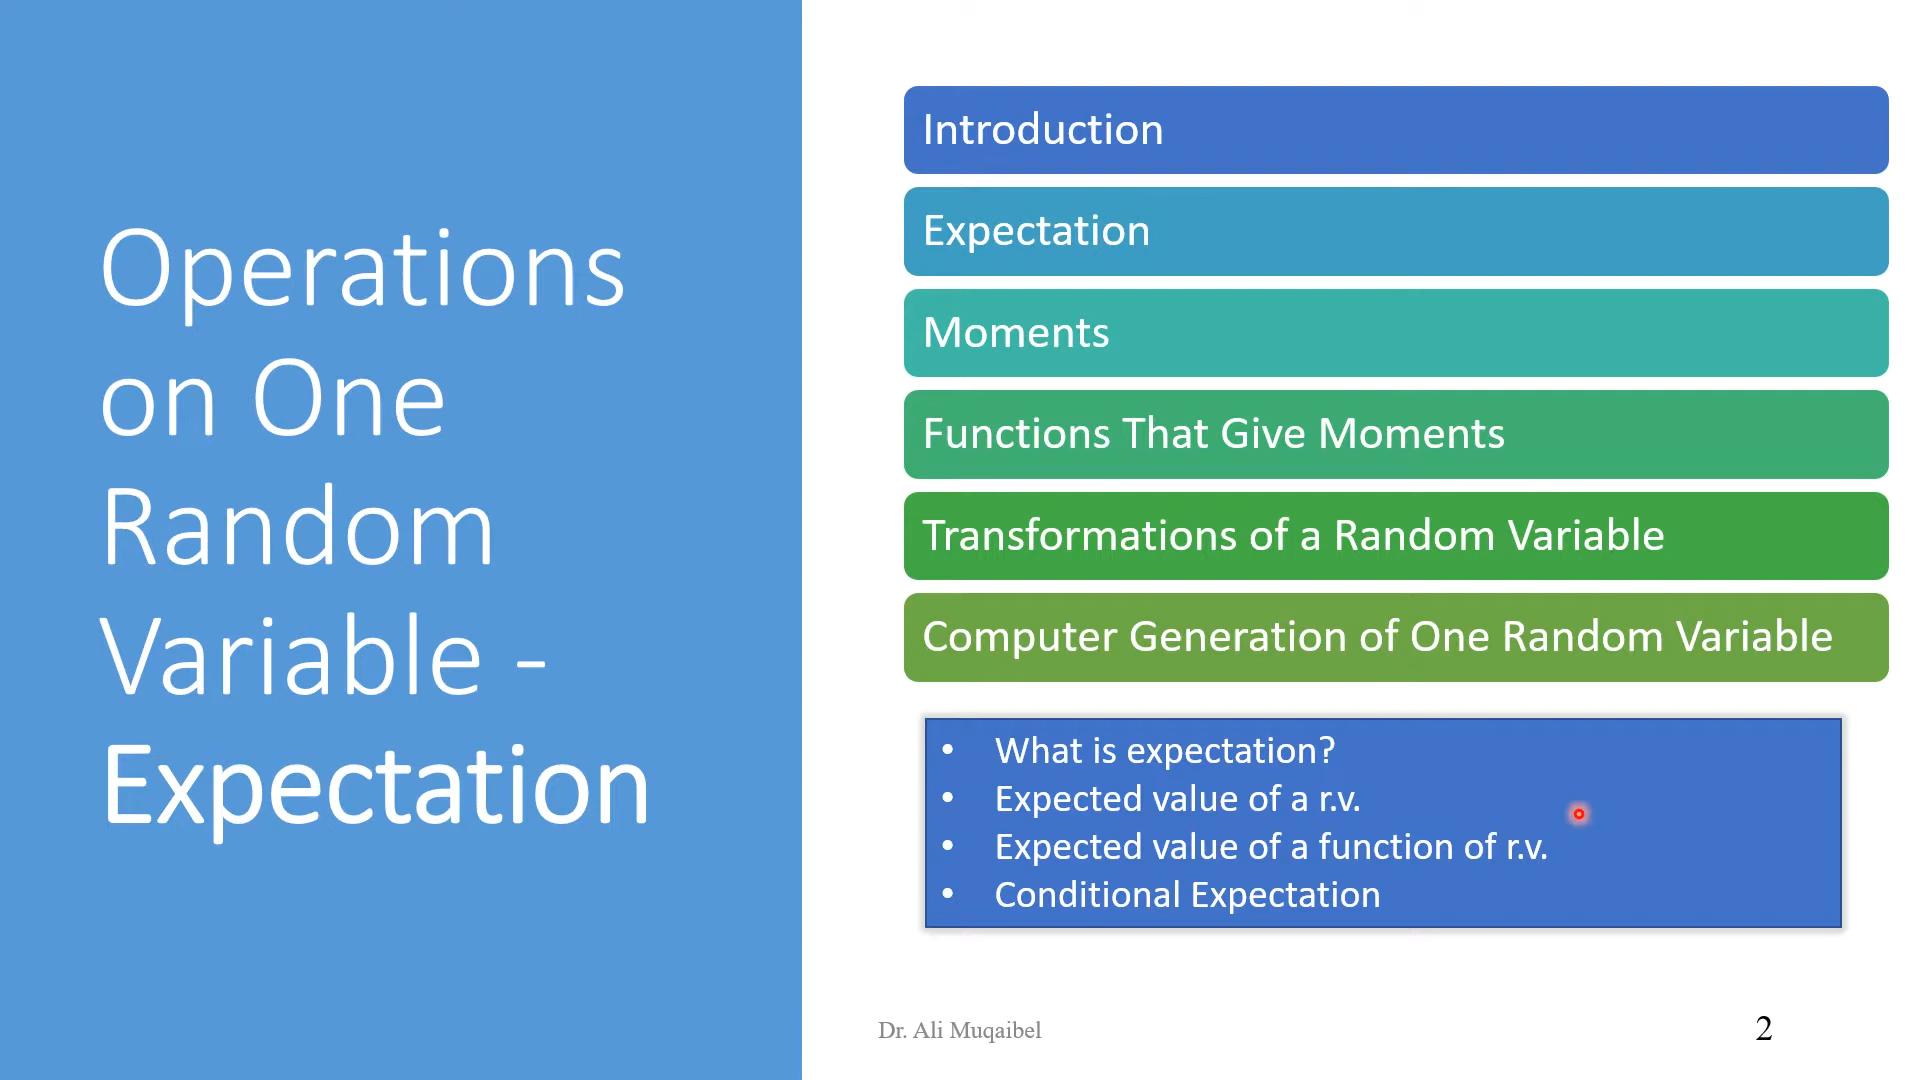 Operations
on One
Random
Variable -
Expectation
Introduction
Expectation
Moments
Functions That Give Moments
Transformations of a Random Variable
Computer Generation of One Random Variable
• What is expectation?
• Expected value of a r.v.
• Expected value of a function of r.v.
• Conditional Expectation
Dr. Ali Muqaibel
2